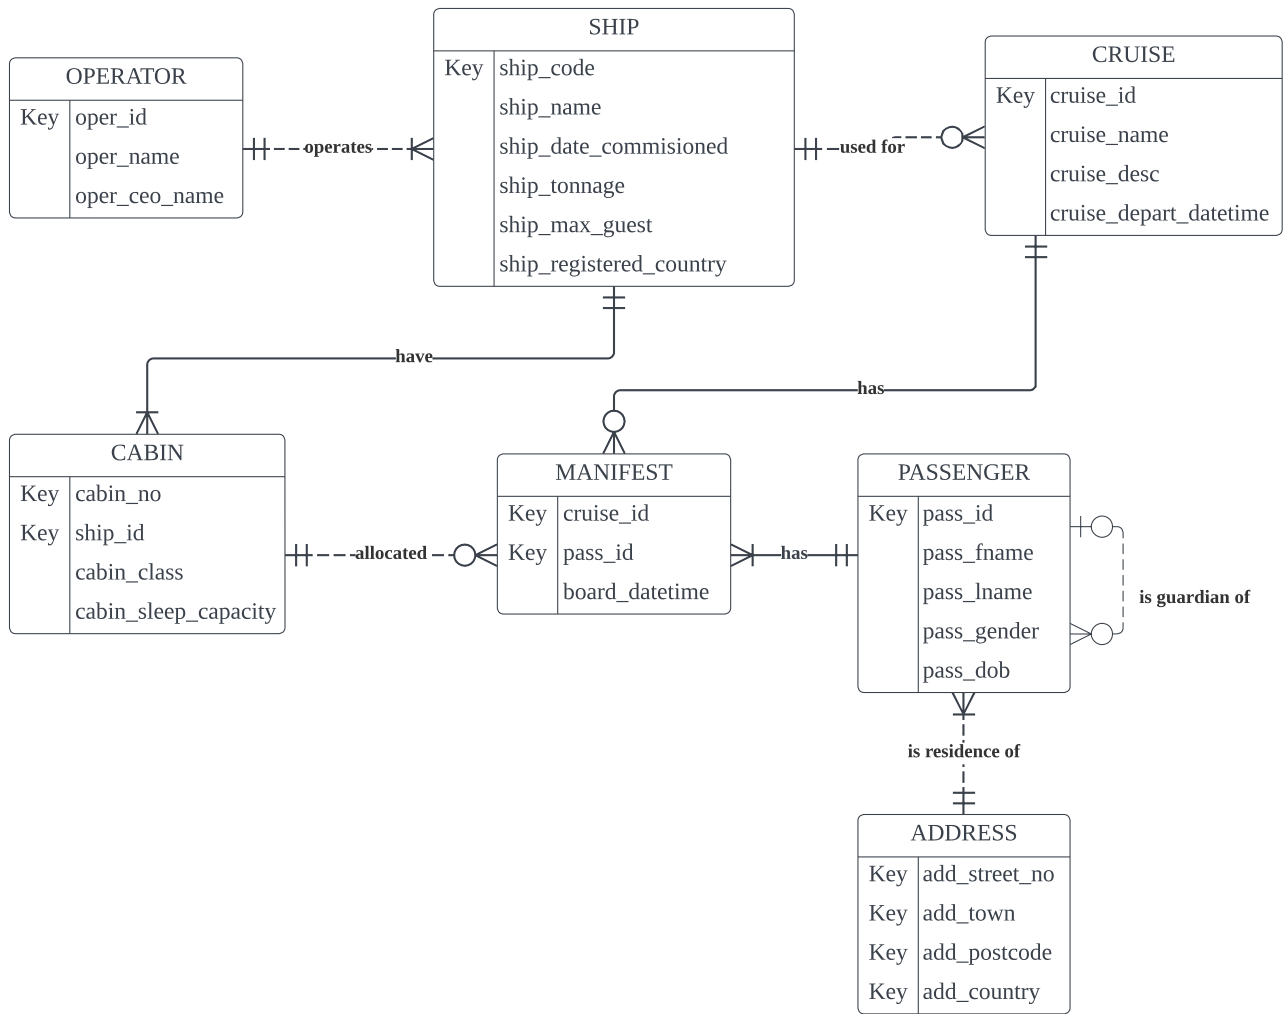 OPERATOR
Key oper_id
oper_name
oper_ceo_name
operates
SHIP
Key ship_code
ship_name
ship_date_commisioned
ship_tonnage
ship_max_guest
ship_registered_country
used for
CRUISE
Key cruise_id
cruise_name
cruise_desc
cruise_depart_datetime
have
has
CABIN
Key cabin_no
Key ship_id
cabin_class
cabin_sleep_capacity
allocated
MANIFEST
Key cruise_id
Key pass_id
board_datetime
has
PASSENGER
Key pass_id
pass_fname
pass_lname
pass_gender
pass_dob
is guardian of
is residence of
ADDRESS
Key add_street_no
Key add_town
Key add_postcode
Key add_country